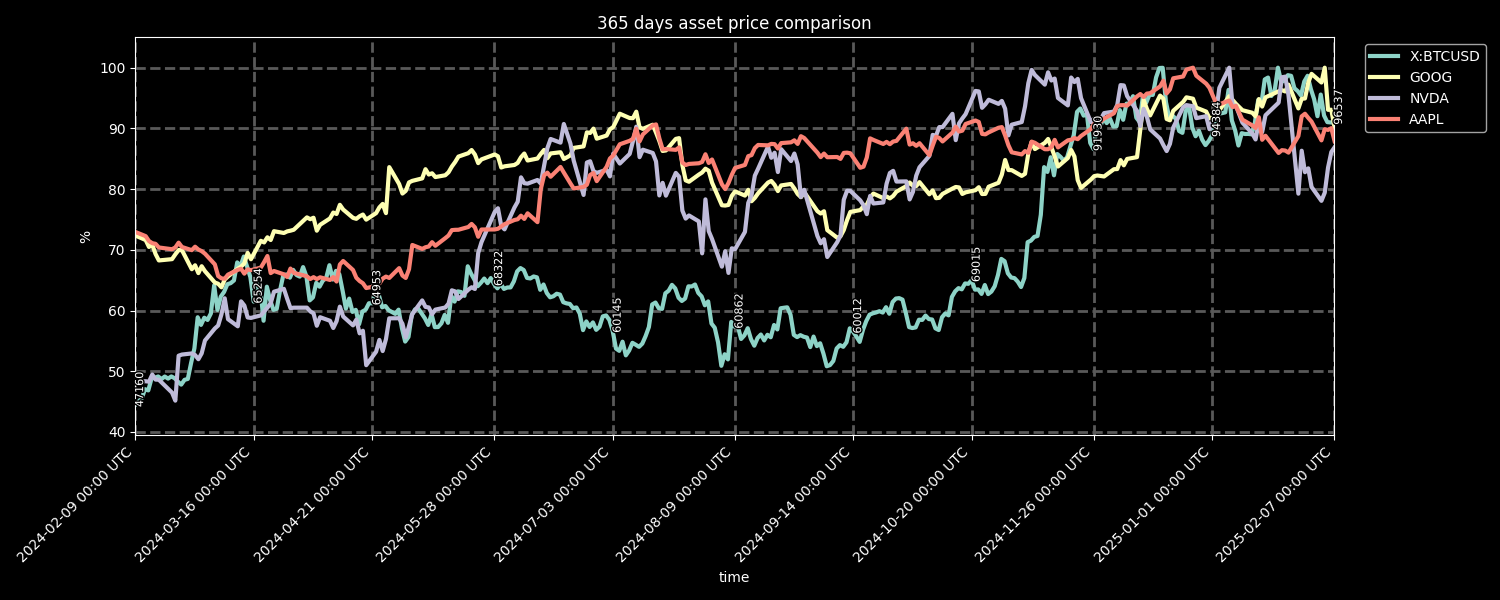 365 days asset price comparison
X:BTCUSD
GOOG
NVDA
AAPL
%
100
90
80
70
60
50
40
47160
65254
64953
68322
60145
60862
60012
69015
91930
94384
96537
2024-02-09 00:00 UTC
2024-03-16 00:00 UTC
2024-04-21 00:00 UTC
2024-05-28 00:00 UTC
2024-07-03 00:00 UTC
2024-08-09 00:00 UTC
2024-09-14 00:00 UTC
2024-10-20 00:00 UTC
2024-11-26 00:00 UTC
2025-01-01 00:00 UTC
2025-02-07 00:00 UTC
time